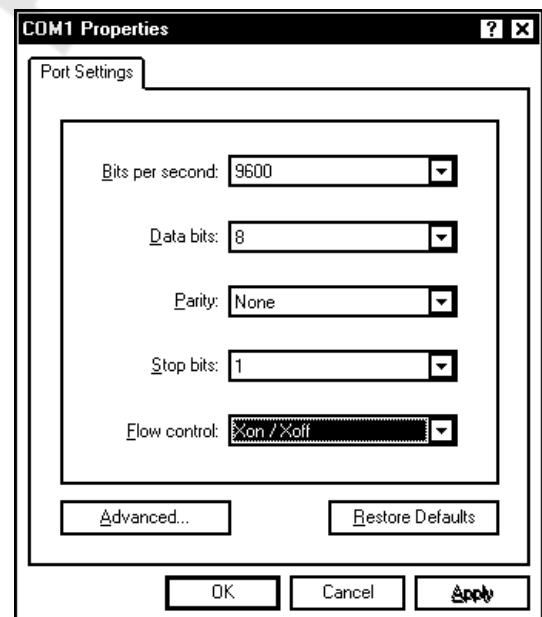 COM1 Properties ? X
Port Settings
Bits per second: 9600
Data bits: 8
Parity: None
Stop bits: 1
Flow control: Xon / Xoff
Advanced... Restore Defaults
OK Cancel Apply